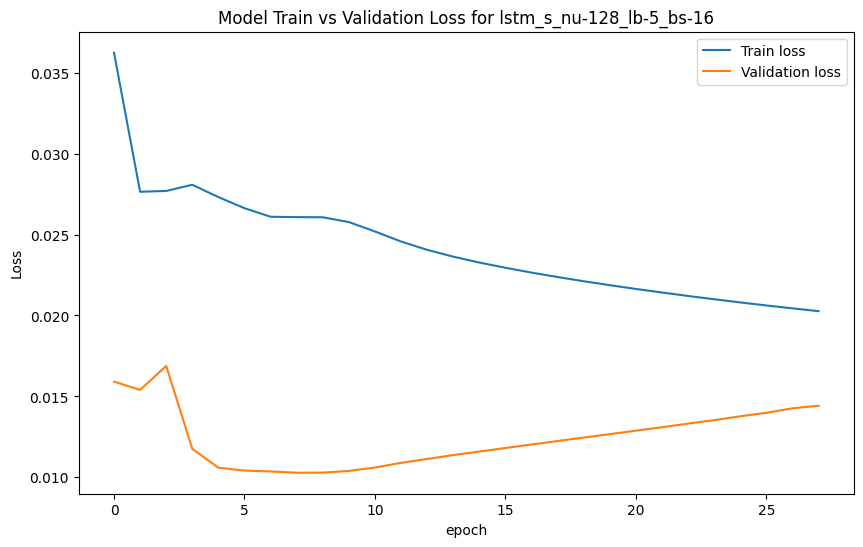 Model Train vs Validation Loss for lstm_s_nu-128_lb-5_bs-16
Train loss
Validation loss
0.035
0.030
0.025
0.020
0.015
0.010
Loss
0 5 10 15 20 25
epoch